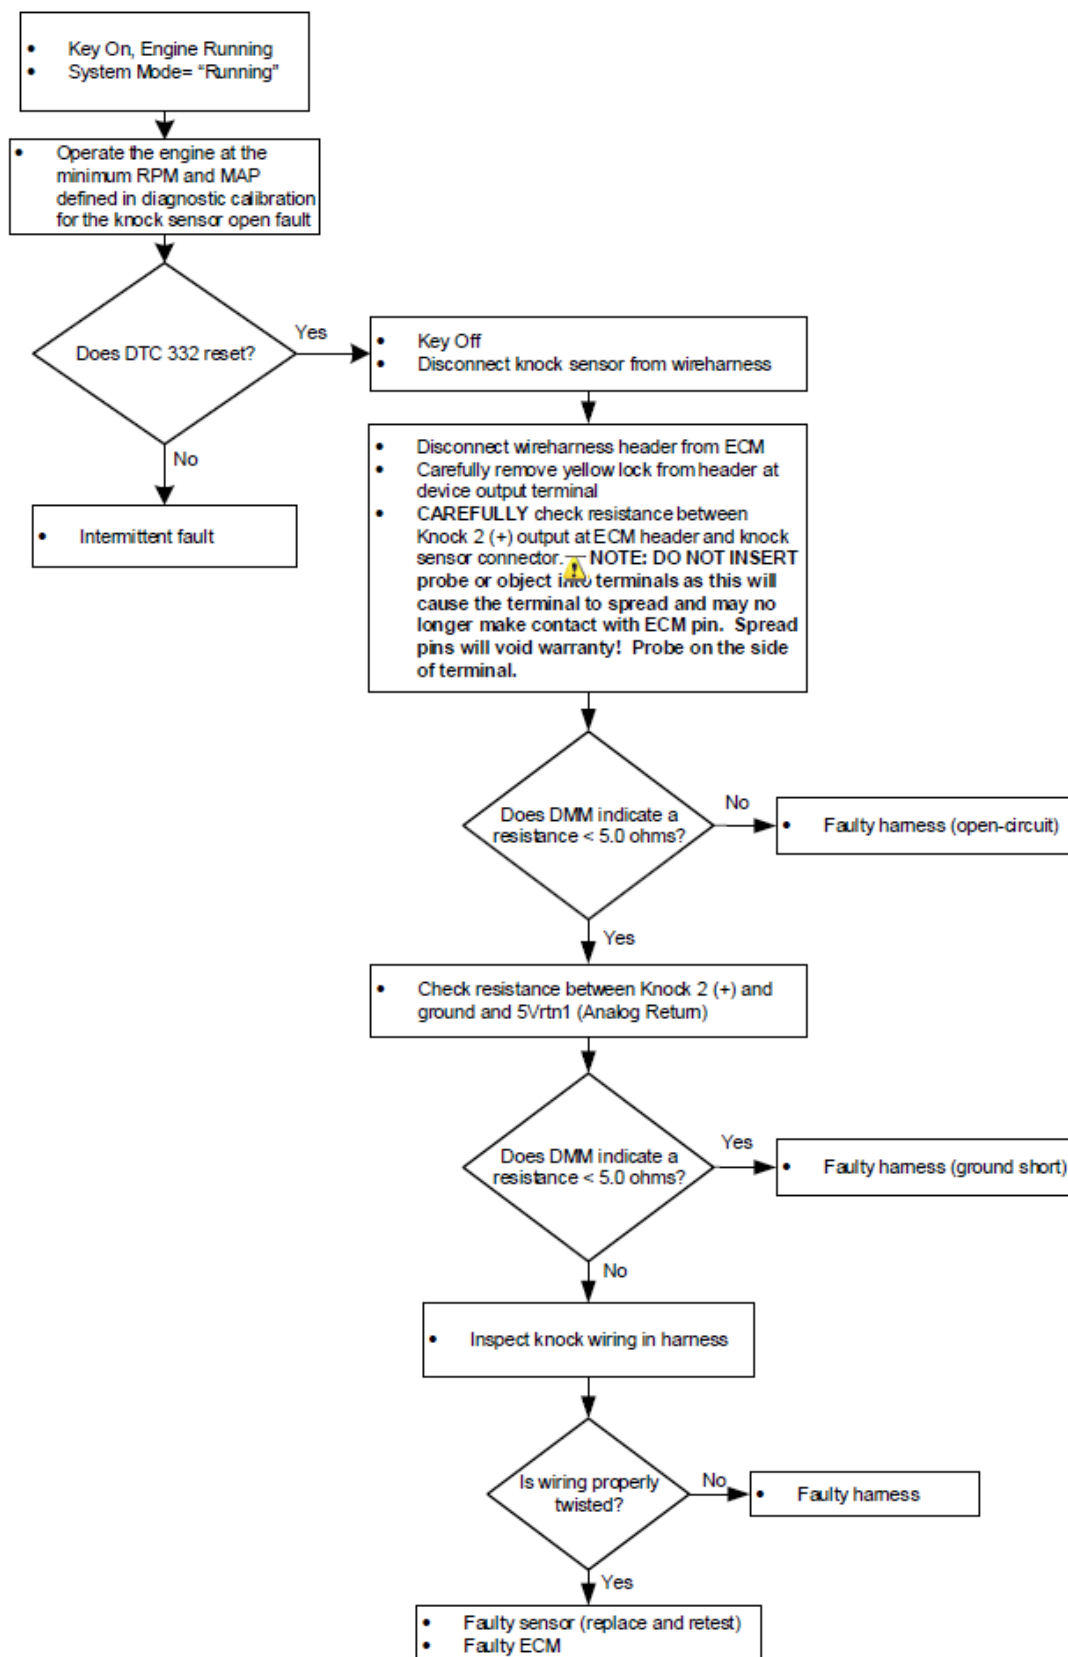 • Key On, Engine Running
• System Mode= “Running”
• Operate the engine at the
minimum RPM and MAP
defined in diagnostic calibration
for the knock sensor open fault
Does DTC 332 reset?
Yes
• Key Off
• Disconnect knock sensor from wireharness
No
• Intermittent fault
• Disconnect wireharness header from ECM
• Carefully remove yellow lock from header at
device output terminal
• CAREFULLY check resistance between
Knock 2 (+) output at ECM header and knock
sensor connector. NOTE: DO NOT INSERT
probe or object into terminals as this will
cause the terminal to spread and may no
longer make contact with ECM pin. Spread
pins will void warranty! Probe on the side
of terminal.
Does DMM indicate a
resistance < 5.0 ohms?
No
• Faulty harness (open-circuit)
Yes
• Check resistance between Knock 2 (+) and
ground and 5Vrtn1 (Analog Return)
Does DMM indicate a
resistance < 5.0 ohms?
Yes
• Faulty harness (ground short)
No
• Inspect knock wiring in harness
Is wiring properly
twisted?
No
• Faulty harness
Yes
• Faulty sensor (replace and retest)
• Faulty ECM